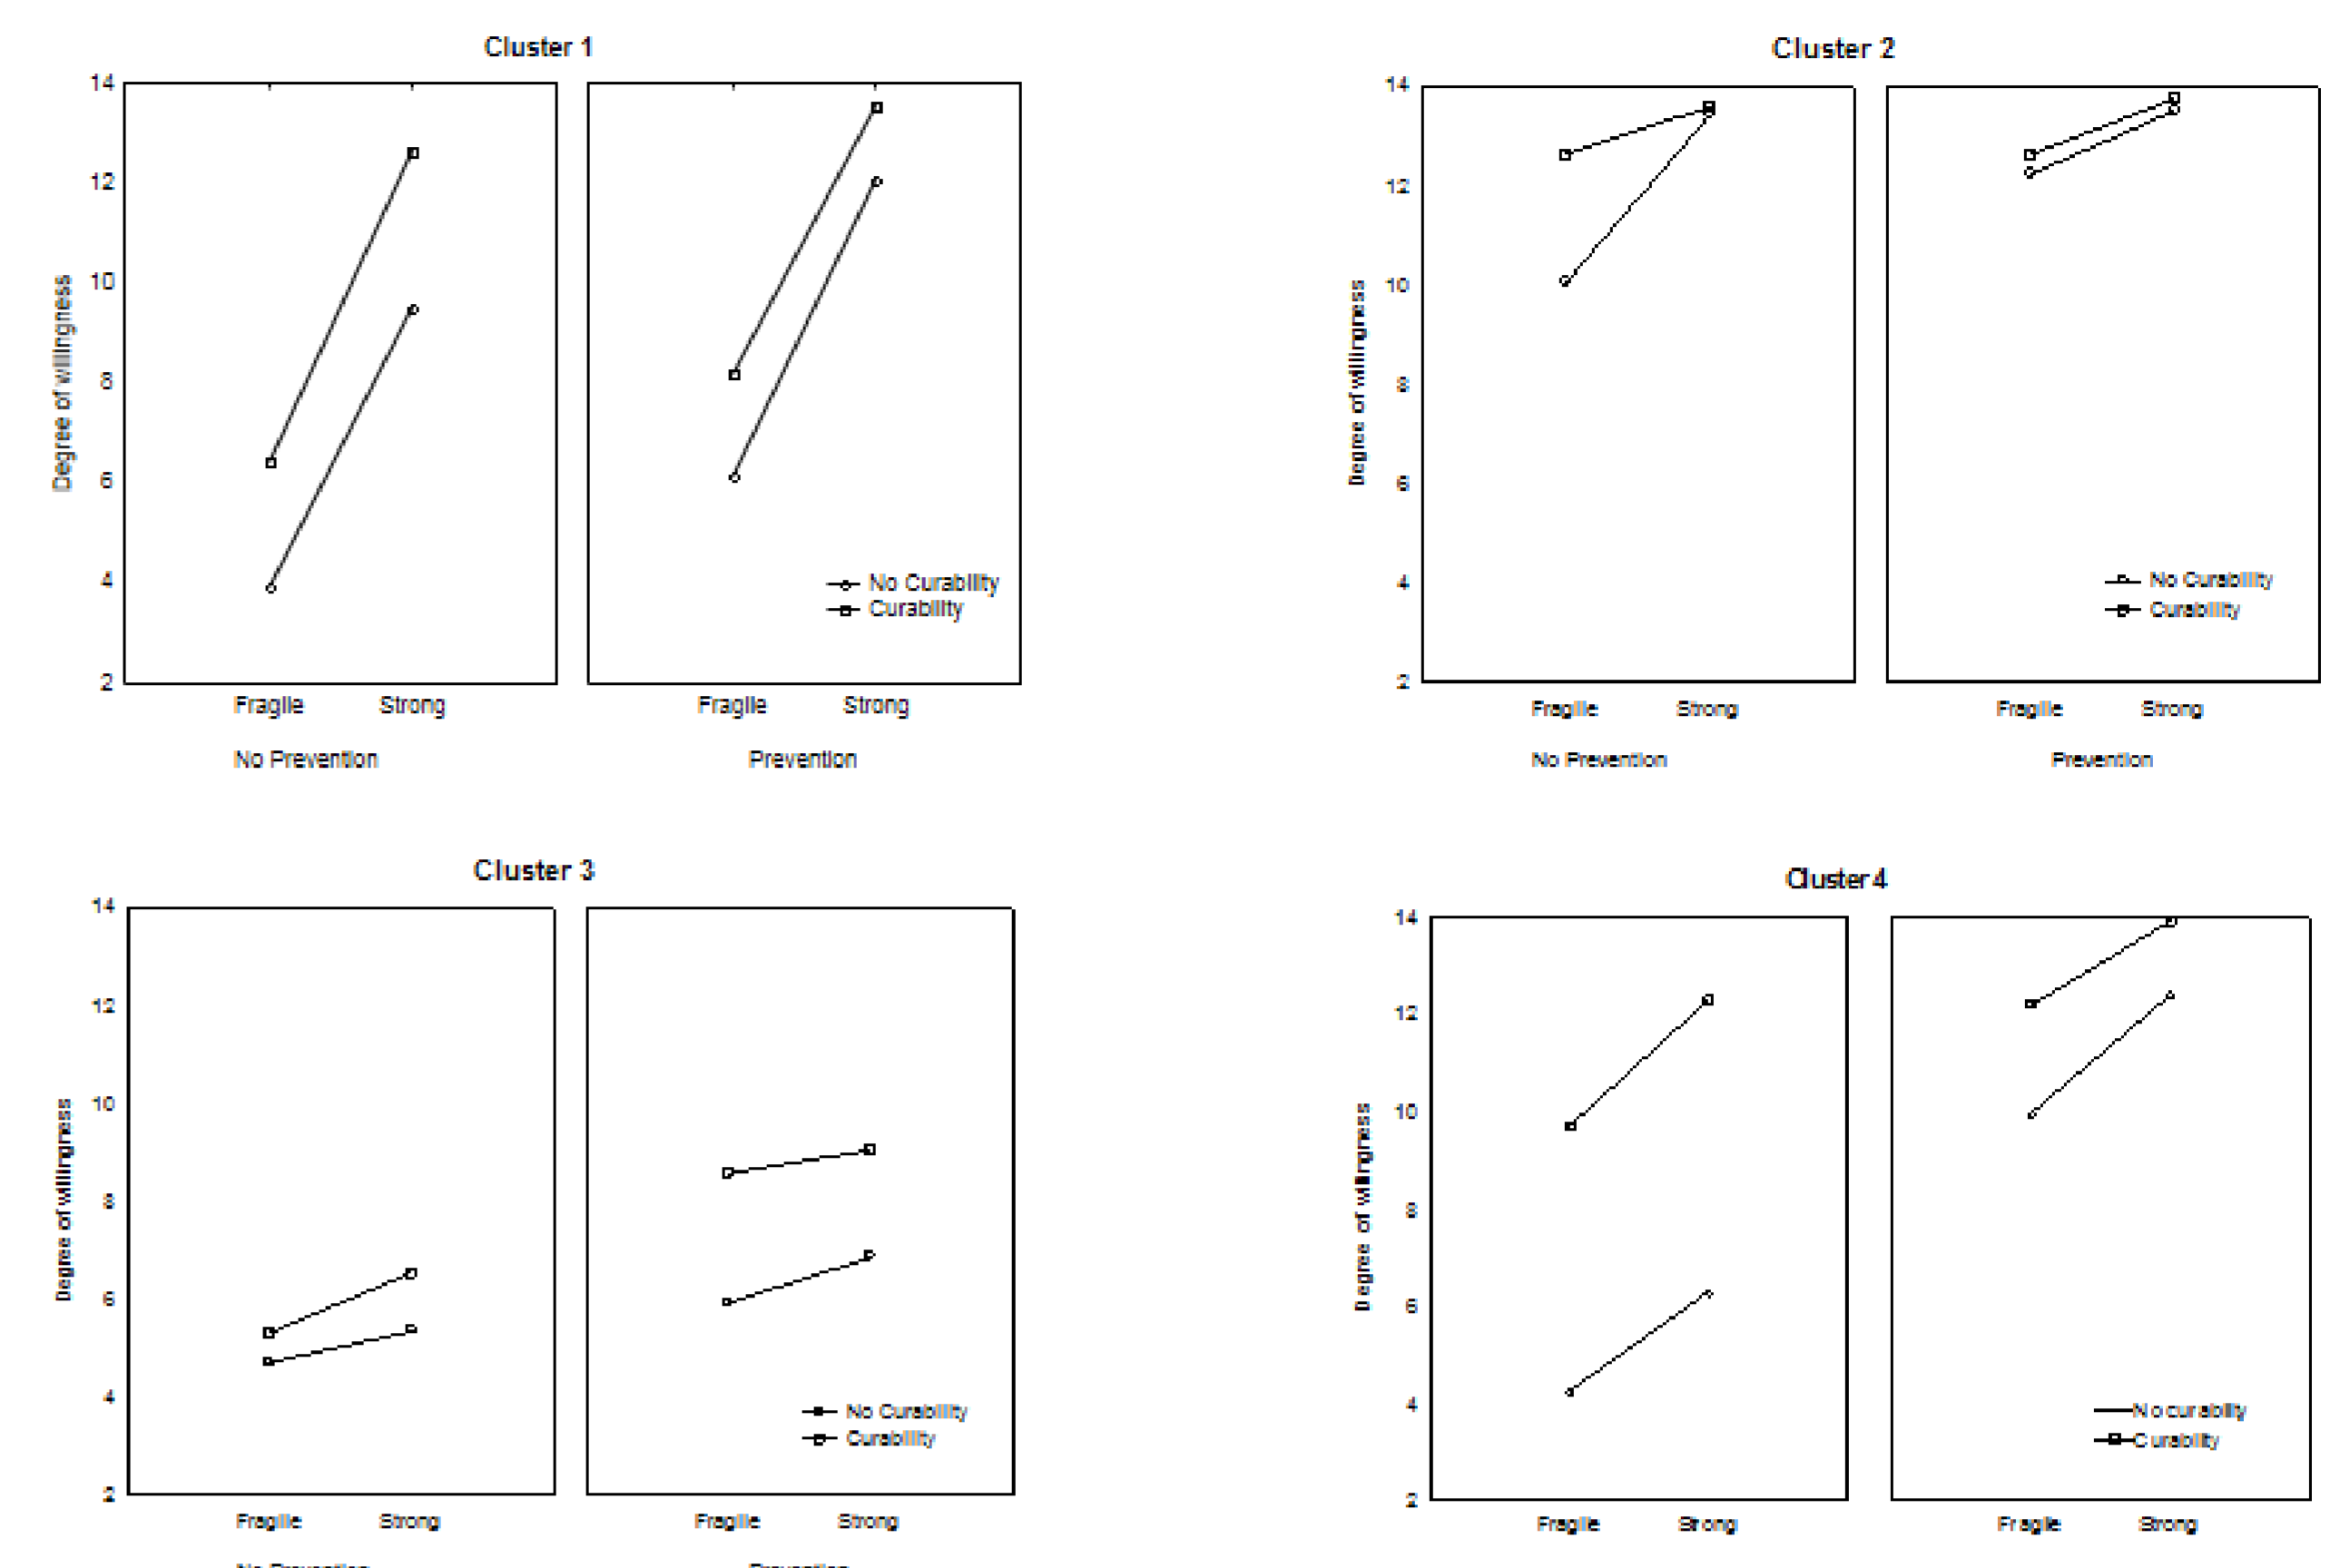 Cluster 1
14
12
10
8
6
4
2
Degree of willingness
No Curability
Curability
Fragile Strong Fragile Strong
No Prevention Prevention
Cluster 2
14
12
10
8
6
4
2
Degree of willingness
No Curability
Curability
Fragile Strong Fragile Strong
No Prevention Prevention
Cluster 3
14
12
10
8
6
4
2
Degree of willingness
No Curability
Curability
Fragile Strong Fragile Strong
No Prevention Prevention
Cluster 4
14
12
10
8
6
4
2
Degree of willingness
No curability
Curability
Fragile Strong Fragile Strong